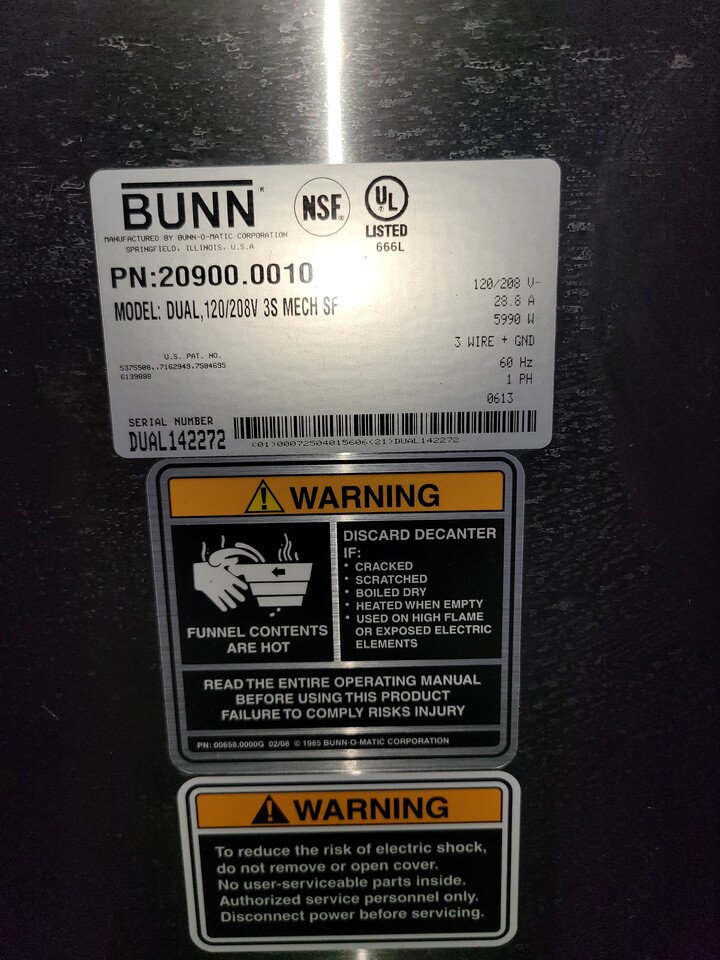 BUNN®
NSF®
UL
LISTED
666L
MANUFACTURED BY BUNN-O-MATIC CORPORATION
SPRINGFIELD, ILLINOIS, U.S.A
PN:20900.0010
MODEL: DUAL,120/208V 3S MECH SF
120/208 V~
28.8 A
5990 W
3 WIRE + GND
60 Hz
1 PH
0613
U.S. PAT. NO.
5375508,,7162949,7584695
6139888
SERIAL NUMBER
DUAL142272
(01)00072504015606(21)DUAL142272
WARNING
FUNNEL CONTENTS
ARE HOT
DISCARD DECANTER
IF:
• CRACKED
• SCRATCHED
• BOILED DRY
• HEATED WHEN EMPTY
• USED ON HIGH FLAME
OR EXPOSED ELECTRIC
ELEMENTS
READ THE ENTIRE OPERATING MANUAL
BEFORE USING THIS PRODUCT
FAILURE TO COMPLY RISKS INJURY
PN: 00658.0000G 02/08 © 1985 BUNN-O-MATIC CORPORATION
WARNING
To reduce the risk of electric shock,
do not remove or open cover.
No user-serviceable parts inside.
Authorized service personnel only.
Disconnect power before servicing.